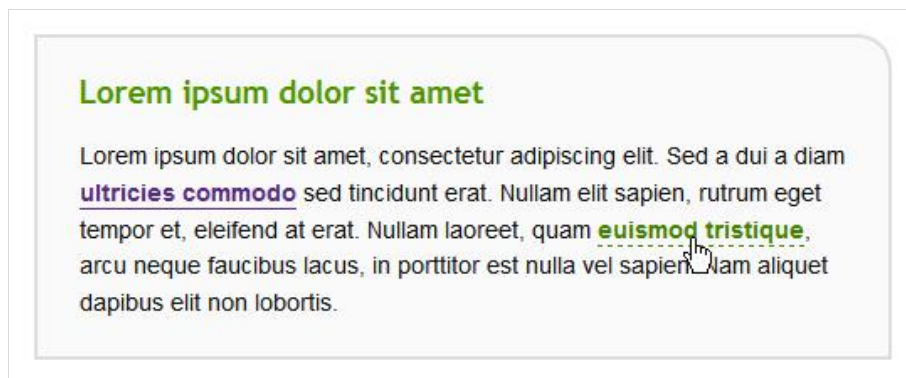 Lorem ipsum dolor sit amet
Lorem ipsum dolor sit amet, consectetur adipiscing elit. Sed a dui a diam
ultricies commodo sed tincidunt erat. Nullam elit sapien, rutrum eget
tempor et, eleifend at erat. Nullam laoreet, quam euismod tristique,
arcu neque faucibus lacus, in porttitor est nulla vel sapien. Nam aliquet
dapibus elit non lobortis.